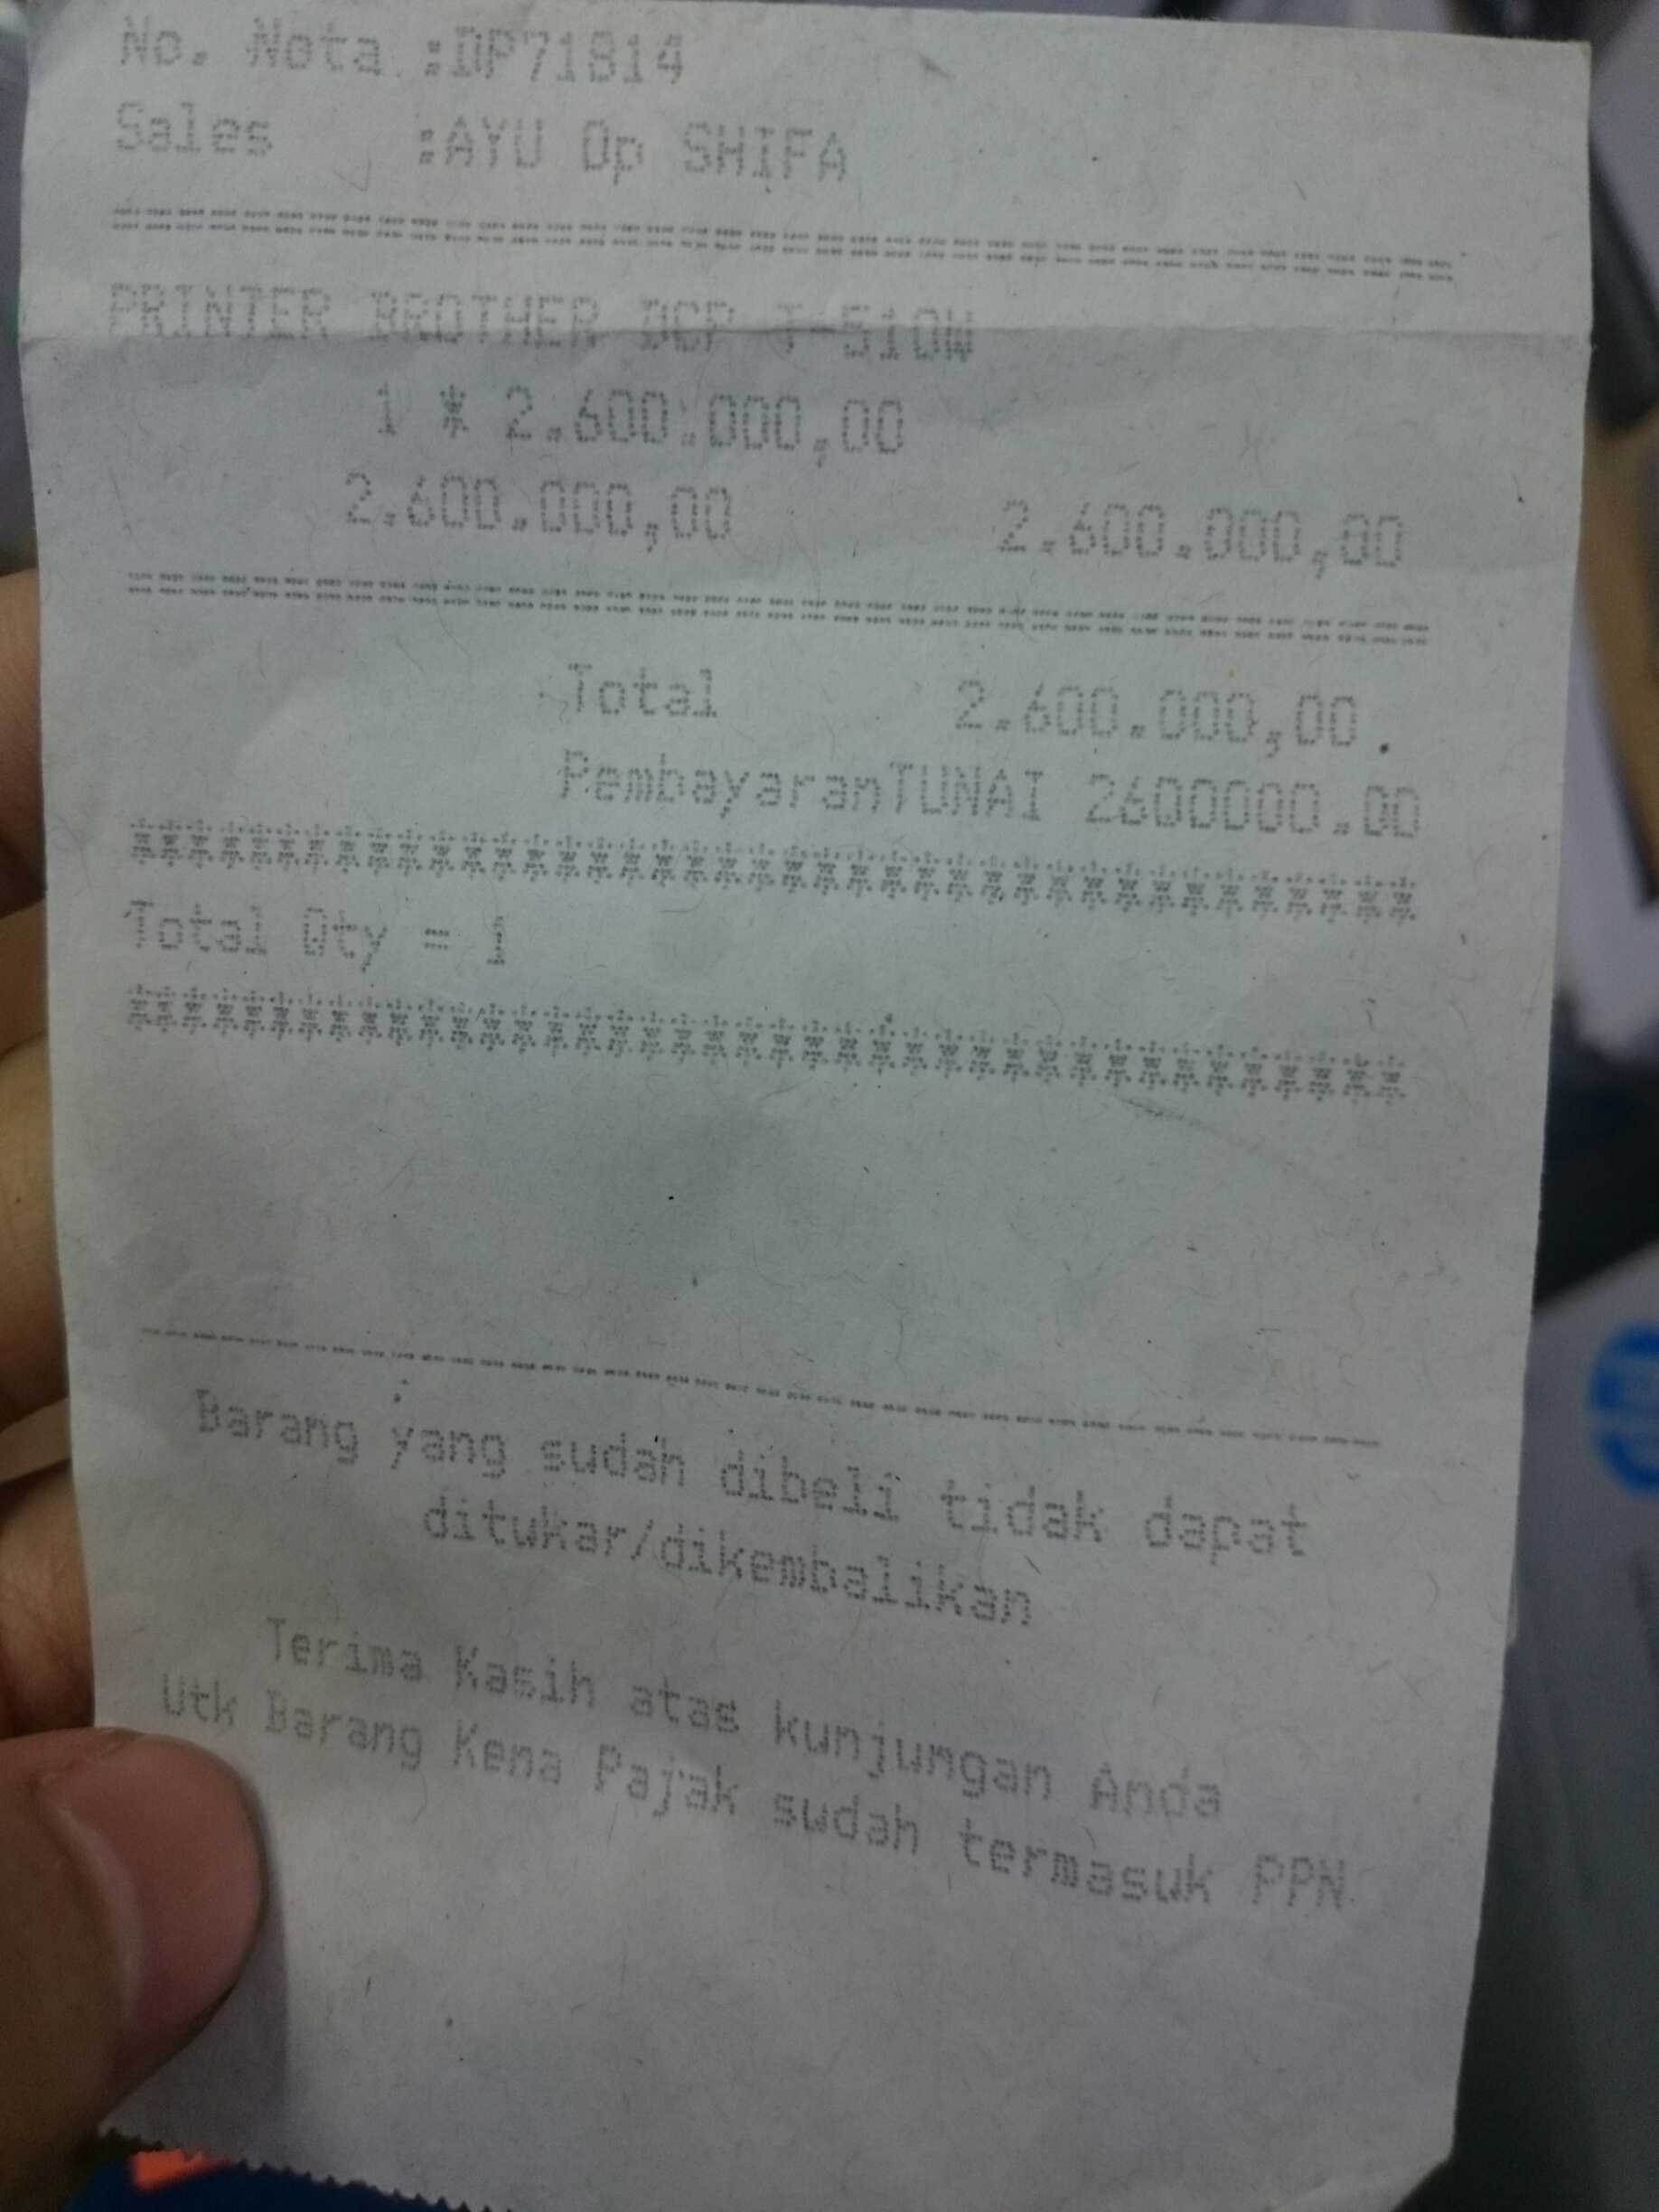 No. Nota :DP71814
Sales :AYU Op SHIFA
================================================
PRINTER BROTHER DCP T-510W
1 * 2.600.000,00
2.600.000,00 2.600.000,00
================================================
Total 2.600.000,00.
PembayaranTUNAI 2600000.00
****************************************
Total Qty = 1
****************************************
----------------------------------------
Barang yang sudah dibeli tidak dapat
ditukar/dikembalikan
Terima Kasih atas kunjungan Anda
Utk Barang Kena Pajak sudah termasuk PPN